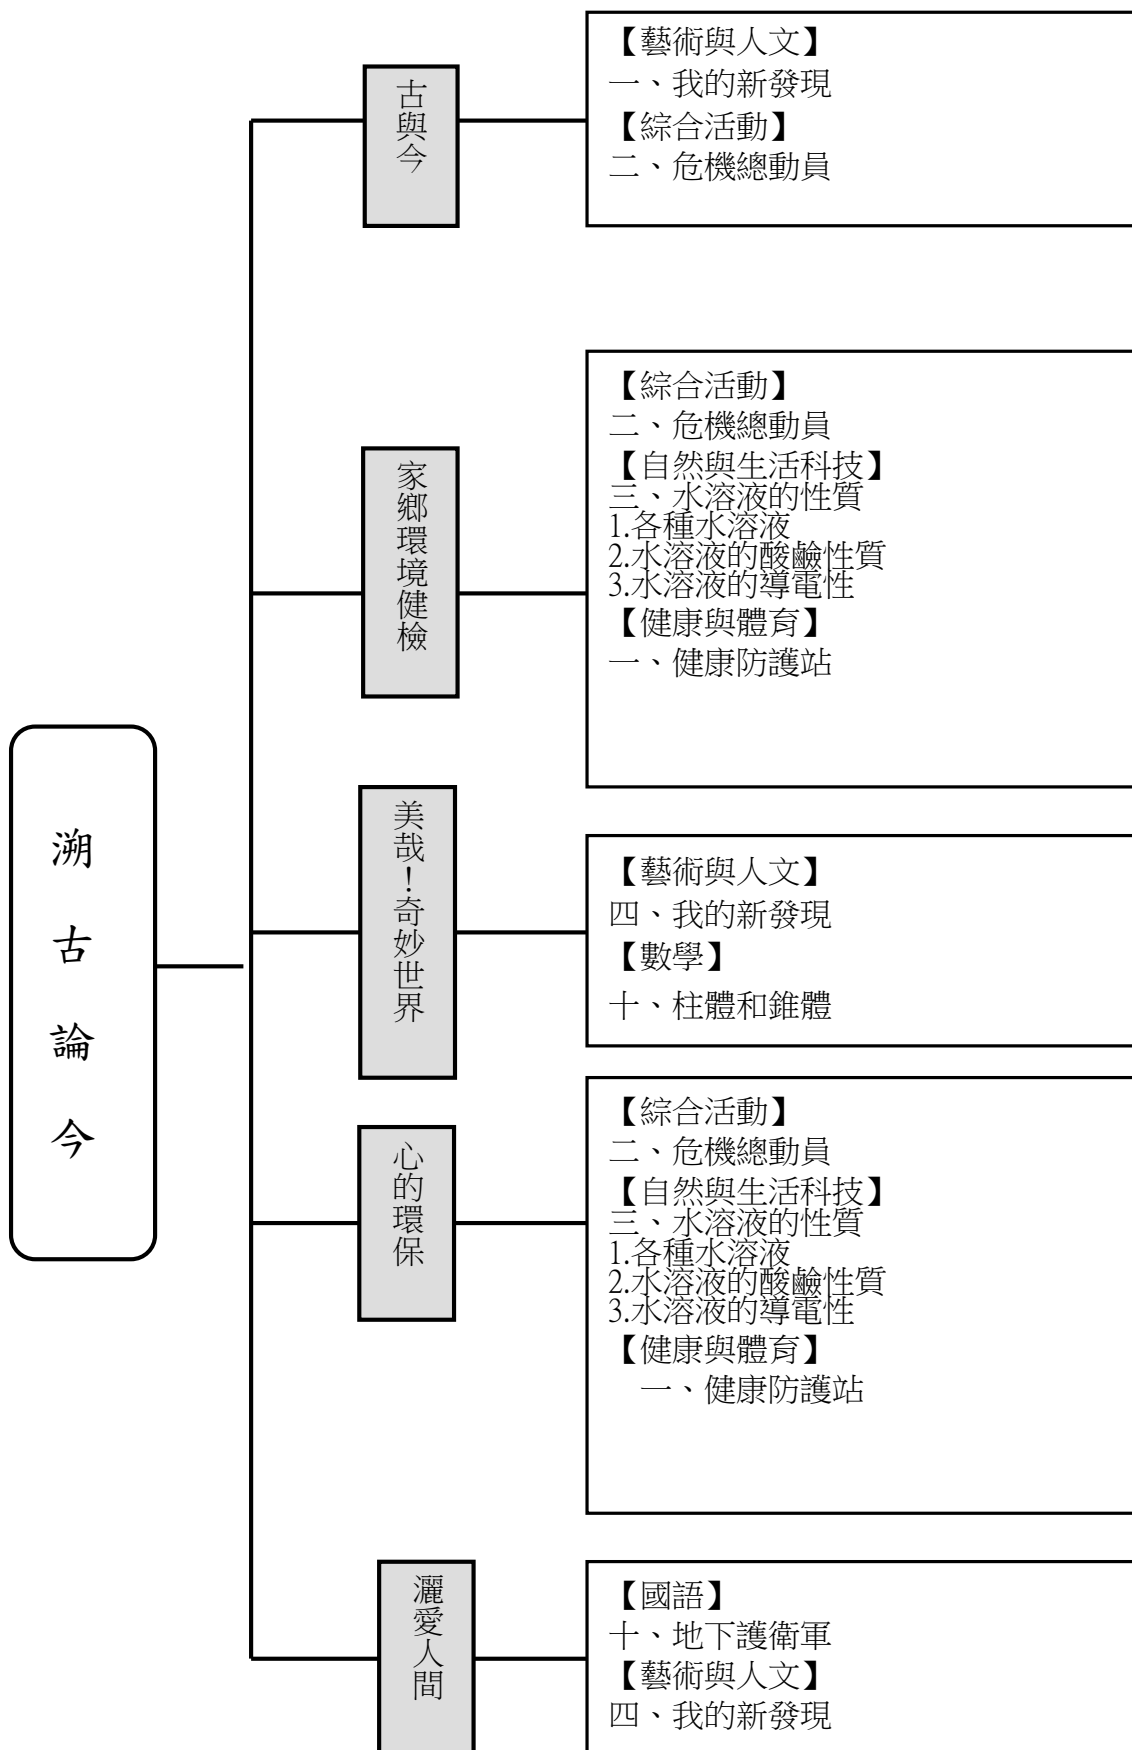 溯古論今
古與今
【藝術與人文】
一、我的新發現
【綜合活動】
二、危機總動員
家鄉環境健檢
【綜合活動】
二、危機總動員
【自然與生活科技】
三、水溶液的性質
1.各種水溶液
2.水溶液的酸鹼性質
3.水溶液的導電性
【健康與體育】
一、健康防護站
美哉！奇妙世界
【藝術與人文】
四、我的新發現
【數學】
十、柱體和錐體
心的環保
【綜合活動】
二、危機總動員
【自然與生活科技】
三、水溶液的性質
1.各種水溶液
2.水溶液的酸鹼性質
3.水溶液的導電性
【健康與體育】
一、健康防護站
灑愛人間
【國語】
十、地下護衛軍
【藝術與人文】
四、我的新發現